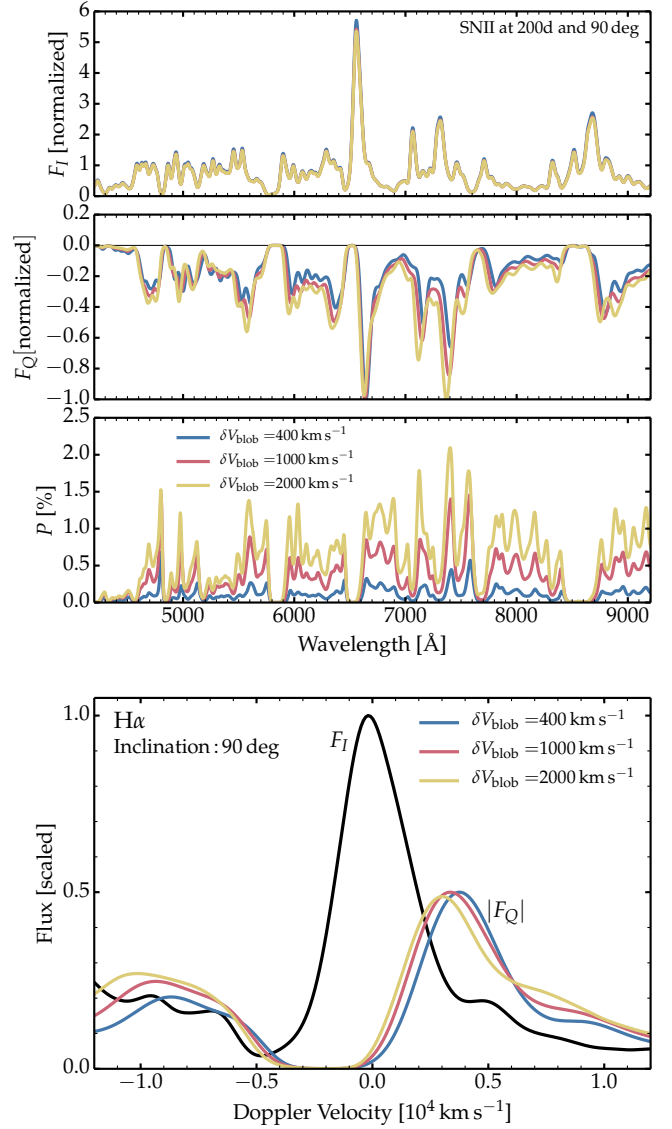 SNII at 200d and 90 deg
F_I [normalized]
6
5
4
3
2
1
0
F_Q [normalized]
0.2
0.0
−0.2
−0.4
−0.6
−0.8
−1.0
P [%]
2.5
2.0
1.5
1.0
0.5
0.0
δV_blob = 400 km s⁻¹
δV_blob = 1000 km s⁻¹
δV_blob = 2000 km s⁻¹
5000 6000 7000 8000 9000
Wavelength [Å]
Hα
Inclination : 90 deg
F_I
δV_blob = 400 km s⁻¹
δV_blob = 1000 km s⁻¹
δV_blob = 2000 km s⁻¹
|F_Q|
Flux [scaled]
1.0
0.5
0.0
−1.0 −0.5 0.0 0.5 1.0
Doppler Velocity [10⁴ km s⁻¹]